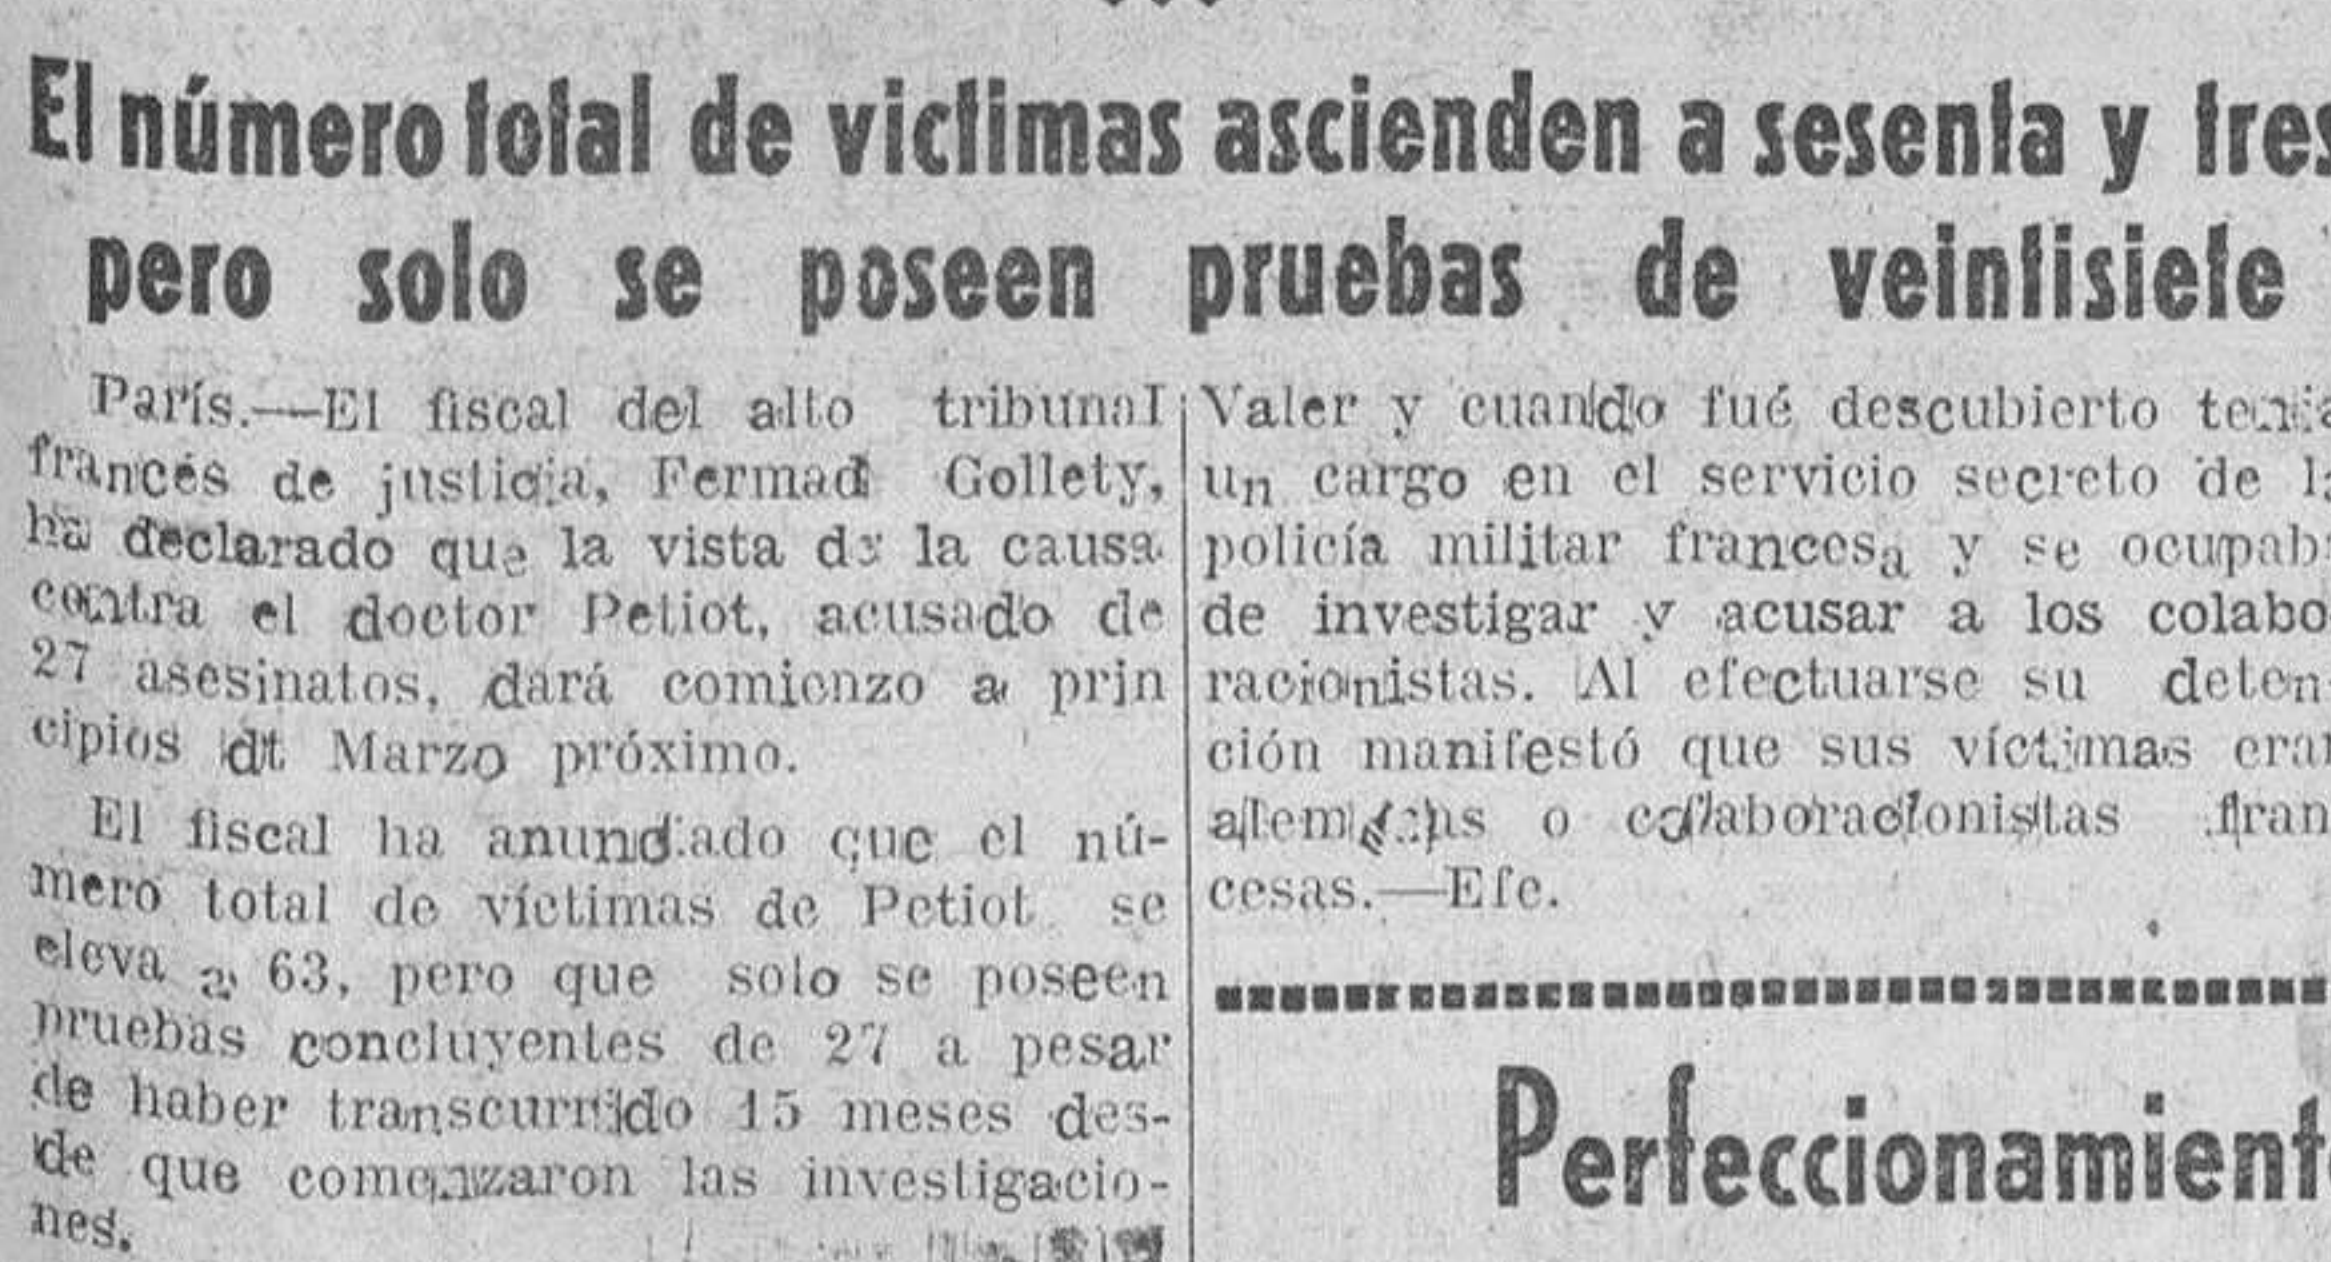 El número total de victimas ascienden a sesenta y tres
pero solo se poseen pruebas de veintisiete
París.—El fiscal del alto tribunal
francés de justicia, Fermad Gollety,
ha declarado que la vista de la causa
contra el doctor Petiot, acusado de
27 asesinatos, dará comienzo a prin
cipios dt Marzo próximo.
El fiscal ha anunciado que el nú-
mero total de víctimas de Petiot se
eleva a 63, pero que solo se poseen
pruebas concluyentes de 27 a pesar
de haber transcurrido 15 meses des-
de que comenzaron las investigacio-
nes.
Valer y cuando fué descubierto tenía
un cargo en el servicio secreto de la
policía militar francesa y se ocupaba
de investigar y acusar a los colabo-
racionistas. Al efectuarse su deten-
ción manifestó que sus víctimas eran
o colaboracionistas fran
cesas.—Efe.
Perfeccionamiento